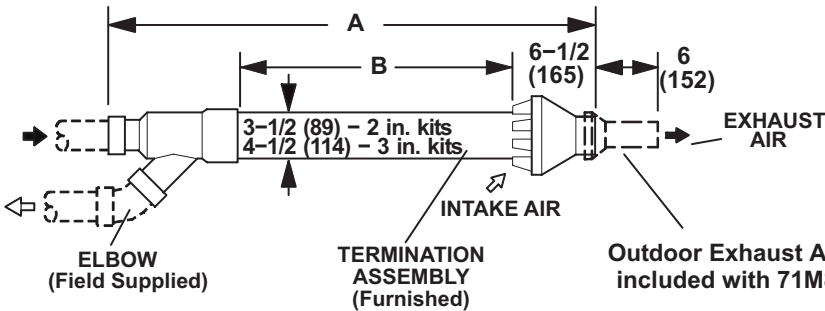 A
B
6–1/2
(165)
6
(152)
3–1/2 (89) – 2 in. kits
4–1/2 (114) – 3 in. kits
EXHAUST
AIR
INTAKE AIR
ELBOW
(Field Supplied)
TERMINATION
ASSEMBLY
(Furnished)
Outdoor Exhaust A
included with 71M